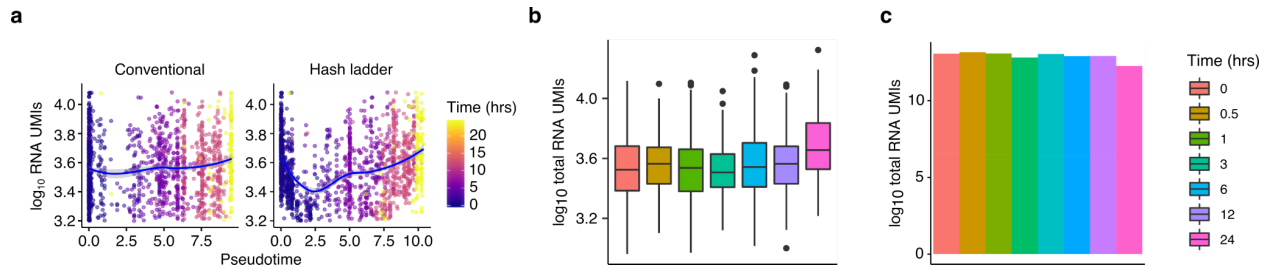 a
Conventional
Hash ladder
log10 RNA UMIs
4.0
3.8
3.6
3.4
3.2
0.0 2.5 5.0 7.5
4.0
3.8
3.6
3.4
3.2
0.0 2.5 5.0 7.5 10.0
Pseudotime
Time (hrs)
20
15
10
5
0
b
log10 total RNA UMIs
4.0
3.6
3.2
c
log10 total RNA UMIs
10
5
0
Time (hrs)
0
0.5
1
3
6
12
24